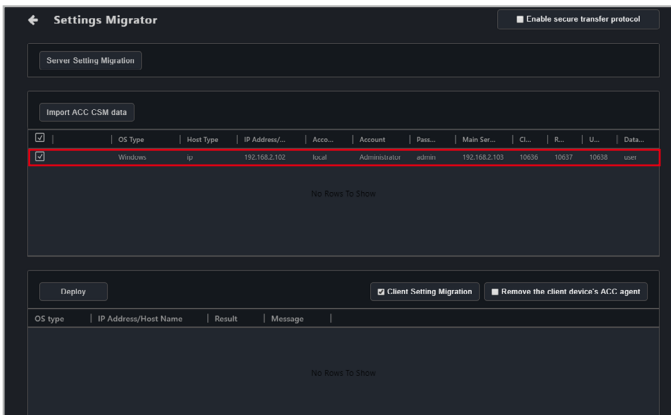 Settings Migrator
Enable secure transfer protocol
Server Setting Migration
Import ACC CSM data
OS Type Host Type IP Address/... Acco... Account Pass... Main Ser... Cl... R... U... Data...
Windows ip 192.168.2.102 local Administrator admin 192.168.2.103 10636 10637 10638 user
No Rows To Show
Deploy
Client Setting Migration
Remove the client device's ACC agent
OS type IP Address/Host Name Result Message
No Rows To Show